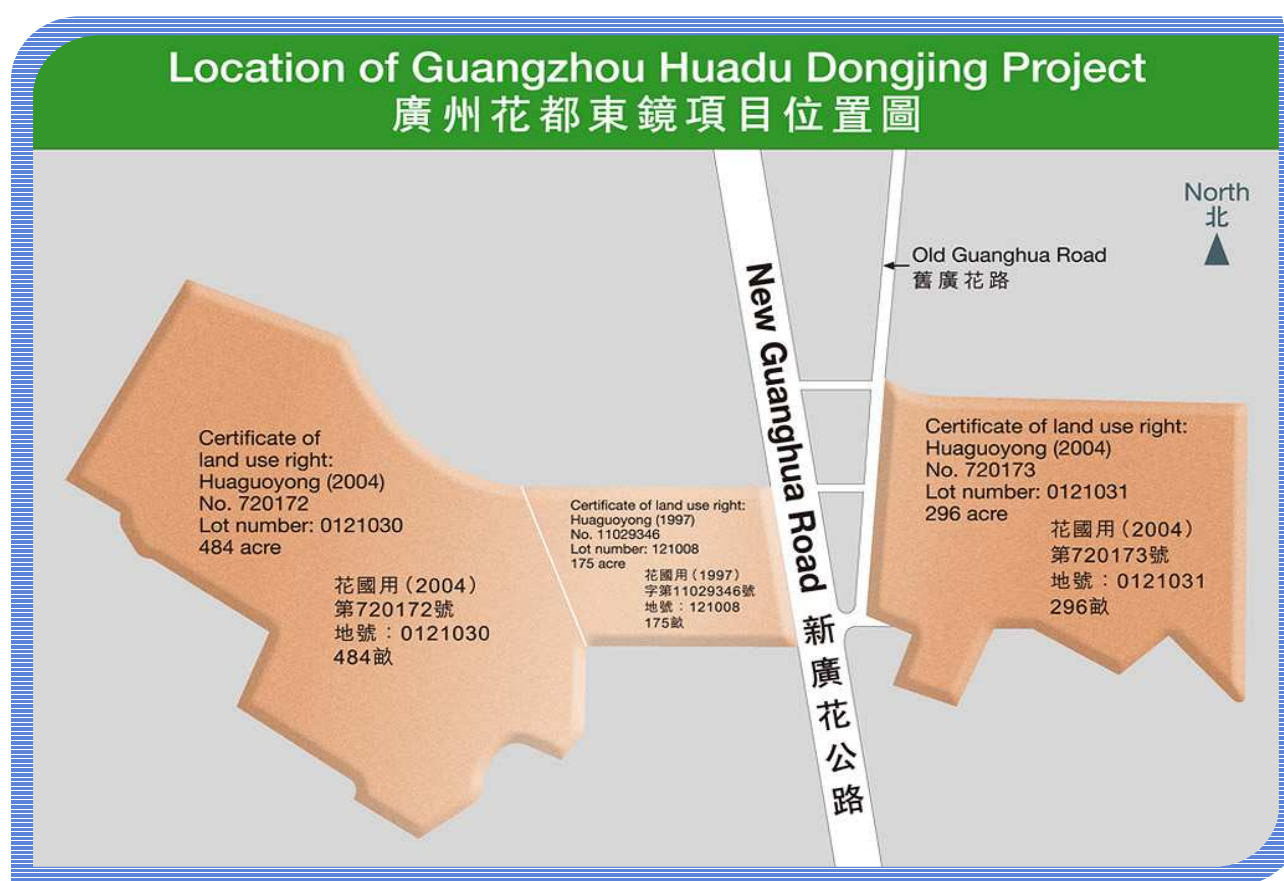 Location of Guangzhou Huadu Dongjing Project
廣州花都東鏡項目位置圖
North
北
Old Guanghua Road
舊廣花路
New Guanghua Road 新廣花公路
Certificate of
land use right:
Huaguoyong (2004)
No. 720172
Lot number: 0121030
484 acre
花國用(2004)
第720172號
地號：0121030
484畝
Certificate of land use right:
Huaguoyong (1997)
No. 11029346
Lot number: 121008
175 acre
花國用(1997)
字第11029346號
地號：121008
175畝
Certificate of land use right:
Huaguoyong (2004)
No. 720173
Lot number: 0121031
296 acre
花國用(2004)
第720173號
地號：0121031
296畝